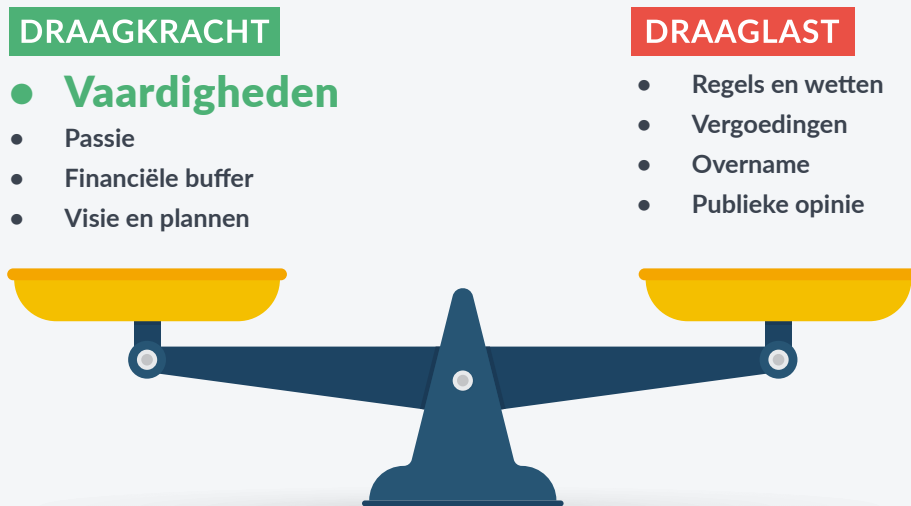 DRAAGKRACHT
• Vaardigheden
• Passie
• Financiële buffer
• Visie en plannen
DRAAGLAST
• Regels en wetten
• Vergoedingen
• Overname
• Publieke opinie